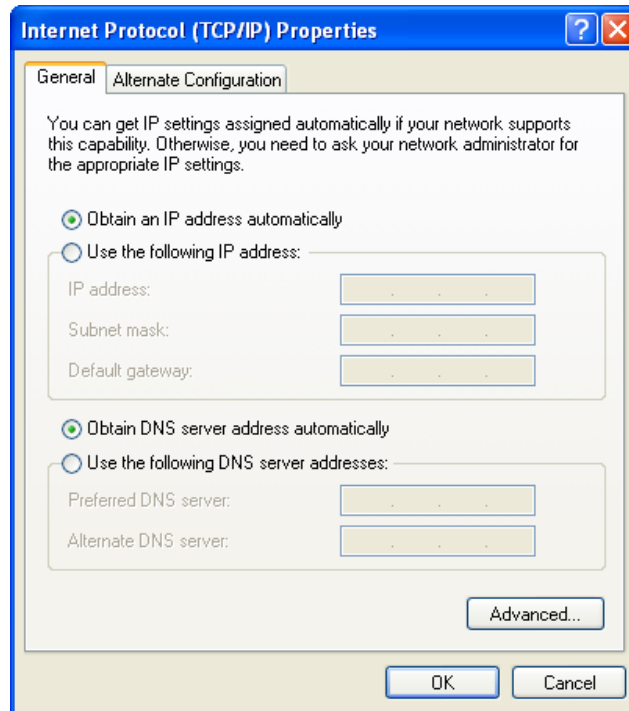 Internet Protocol (TCP/IP) Properties
General
Alternate Configuration
You can get IP settings assigned automatically if your network supports
this capability. Otherwise, you need to ask your network administrator for
the appropriate IP settings.
Obtain an IP address automatically
Use the following IP address:
IP address:
Subnet mask:
Default gateway:
Obtain DNS server address automatically
Use the following DNS server addresses:
Preferred DNS server:
Alternate DNS server:
Advanced...
OK
Cancel